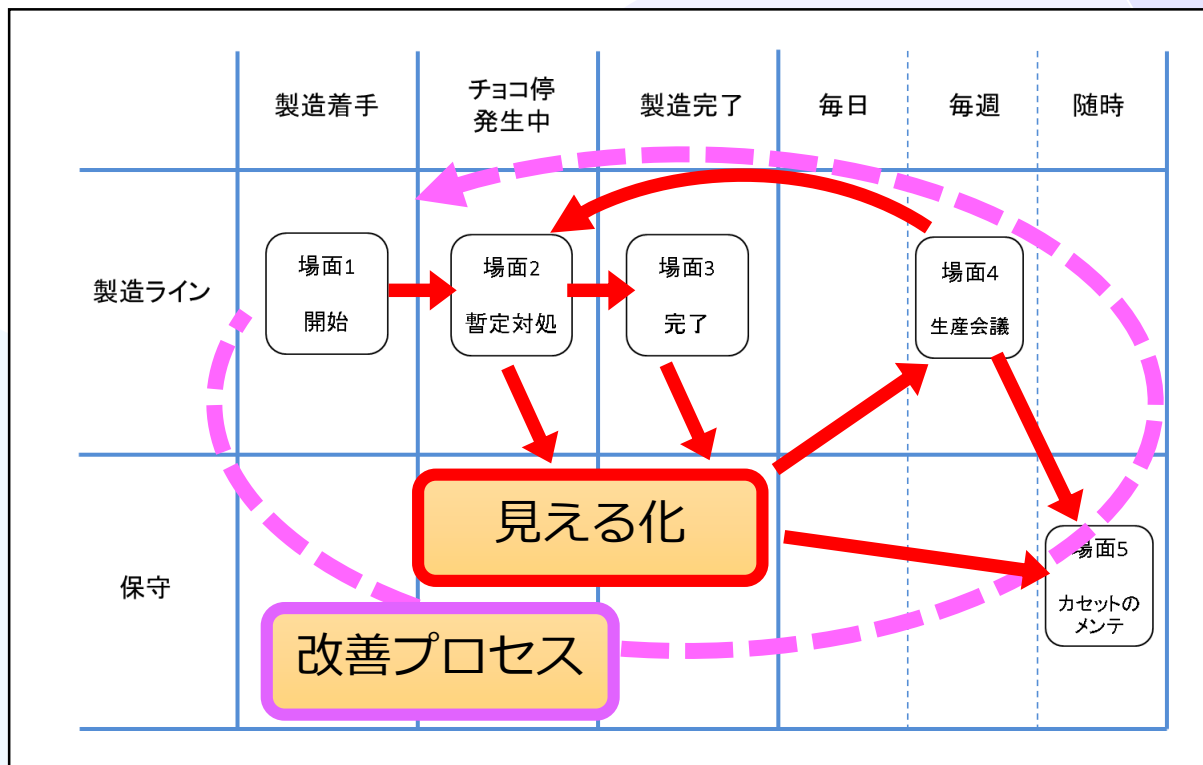 製造着手
チョコ停
発生中
製造完了
毎日
毎週
随時
製造ライン
場面1
開始
場面2
暫定対処
場面3
完了
場面4
生産会議
保守
見える化
改善プロセス
場面5
カセットの
メンテ